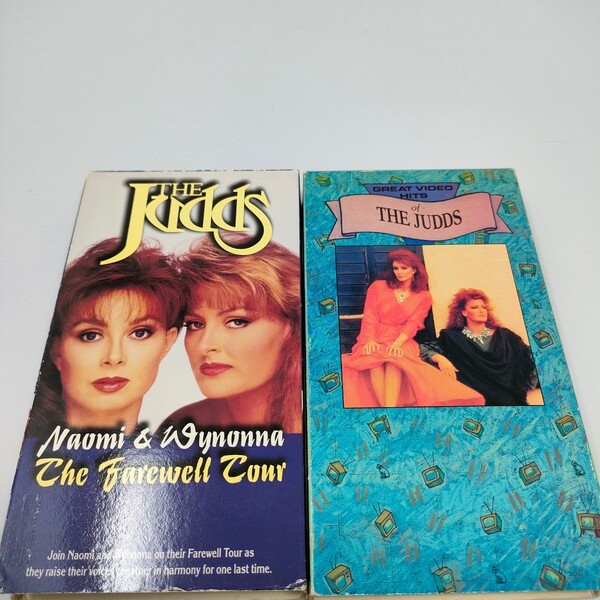 THE
Judds
Naomi & Wynonna
The Farewell Tour
Join Naomi and Wynonna on their Farewell Tour as
they raise their voices together in harmony for one last time.
GREAT VIDEO
HITS
of
THE JUDDS